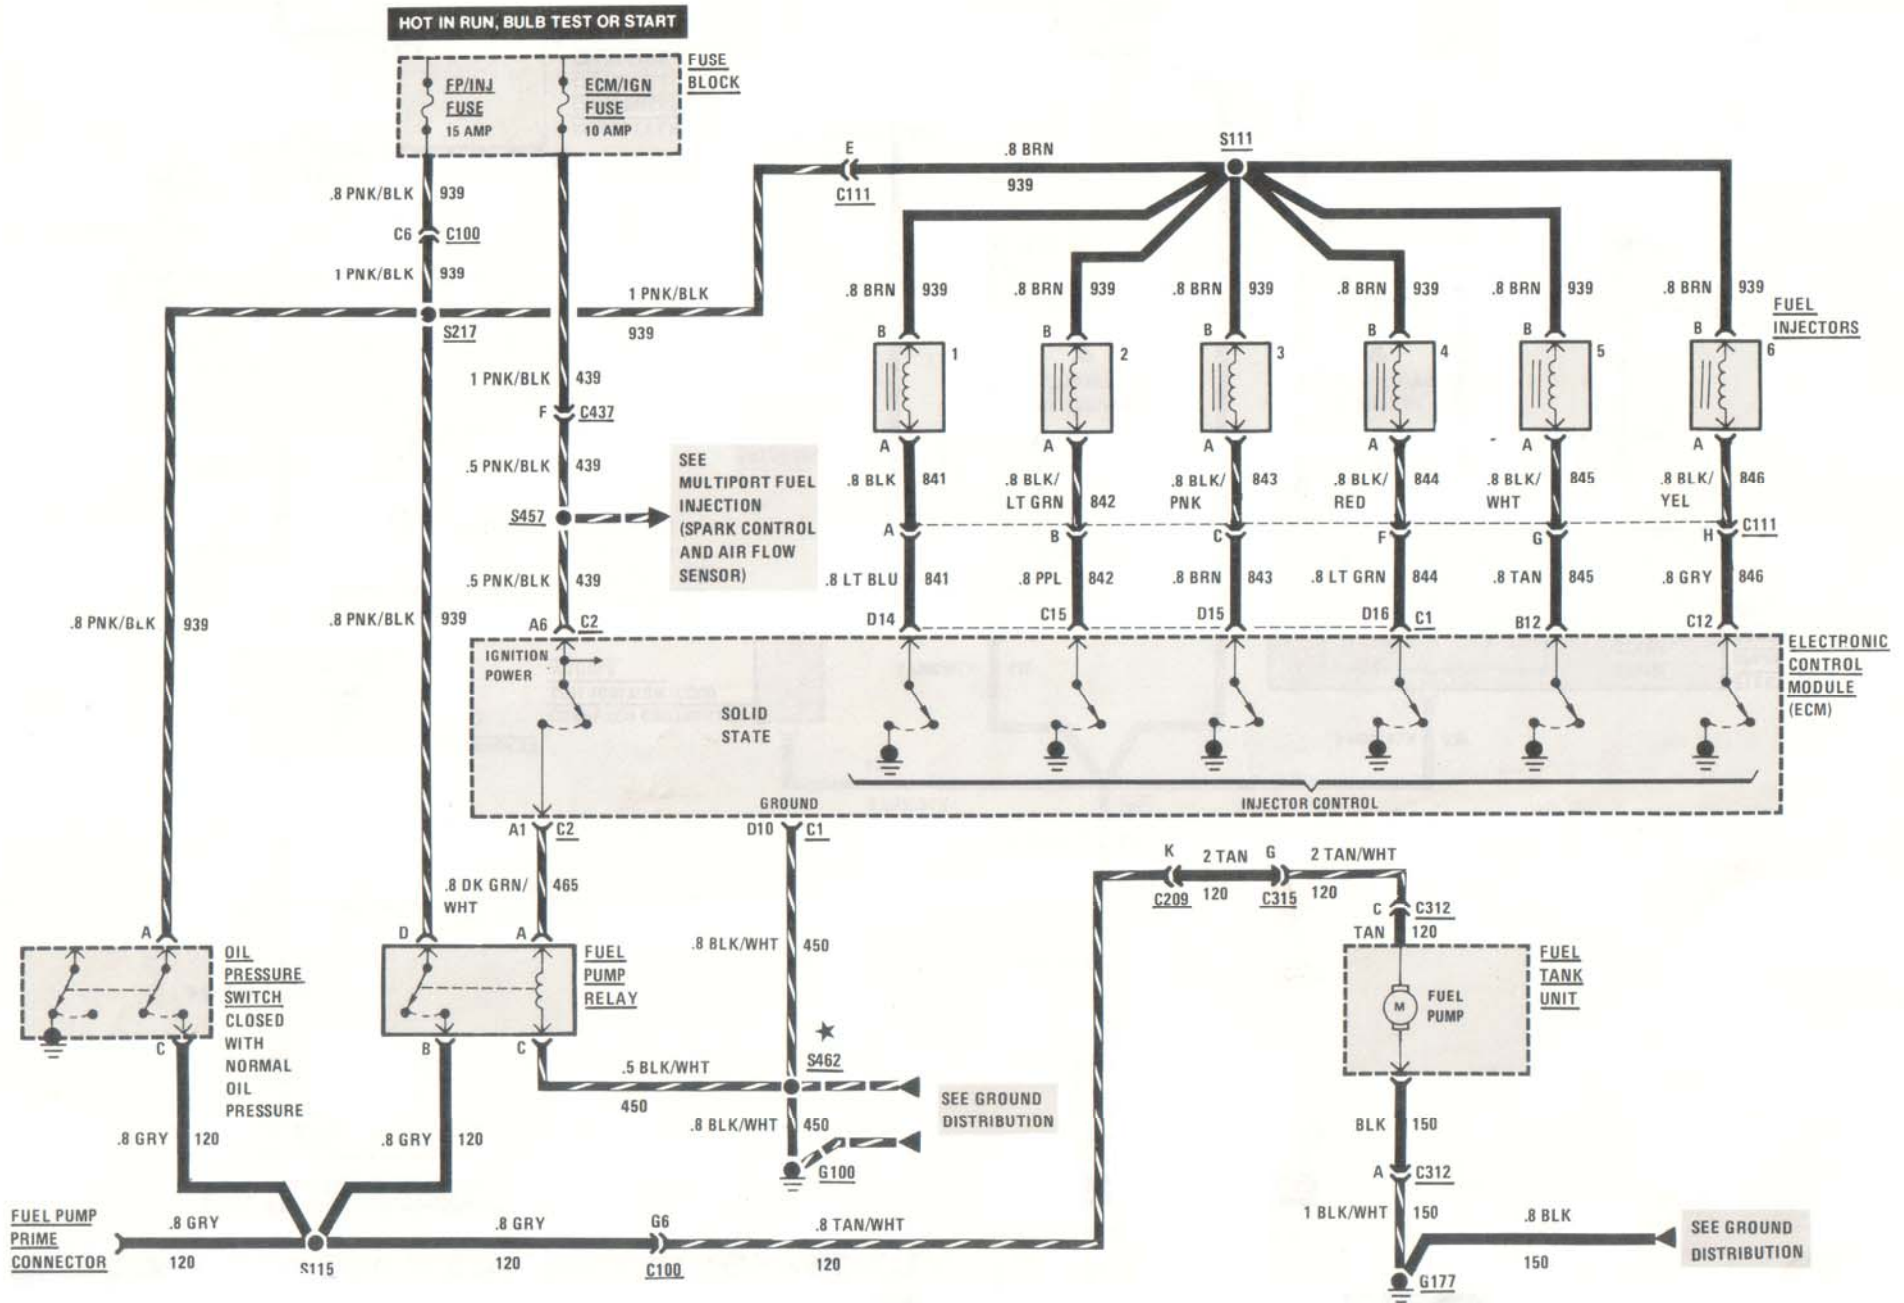 HOT IN RUN, BULB TEST OR START
FUSE
BLOCK
FP/INJ
FUSE
15 AMP
ECM/IGN
FUSE
10 AMP
.8 PNK/BLK 939
C6 C100
1 PNK/BLK 939
S217
1 PNK/BLK
939
E
C111
.8 BRN
939
S111
.8 BRN 939
.8 BRN 939
.8 BRN 939
.8 BRN 939
.8 BRN 939
.8 BRN 939
FUEL
INJECTORS
B 1
B 2
B 3
B 4
B 5
B 6
A
A
A
A
A
A
1 PNK/BLK 439
F C437
.5 PNK/BLK 439
S457
SEE
MULTIPORT FUEL
INJECTION
(SPARK CONTROL
AND AIR FLOW
SENSOR)
.5 PNK/BLK 439
A6 C2
.8 BLK 841
.8 BLK/
LT GRN 842
.8 BLK/
PNK 843
.8 BLK/
RED 844
.8 BLK/
WHT 845
.8 BLK/
YEL 846
A B C F G H C111
.8 LT BLU 841
.8 PPL 842
.8 BRN 843
.8 LT GRN 844
.8 TAN 845
.8 GRY 846
D14 C15 D15 D16 C1 B12 C12
.8 PNK/BLK 939
.8 PNK/BLK 939
IGNITION
POWER
SOLID
STATE
ELECTRONIC
CONTROL
MODULE
(ECM)
GROUND
INJECTOR CONTROL
A1 C2
D10 C1
.8 DK GRN/
WHT 465
.8 BLK/WHT 450
K
C209
2 TAN
120
G
C315
2 TAN/WHT
120
C C312
TAN 120
FUEL
TANK
UNIT
M
FUEL
PUMP
A
OIL
PRESSURE
SWITCH
CLOSED
WITH
NORMAL
OIL
PRESSURE
C
D A
FUEL
PUMP
RELAY
B C
.5 BLK/WHT
450
S462
SEE GROUND
DISTRIBUTION
.8 BLK/WHT 450
G100
.8 GRY 120
.8 GRY 120
BLK 150
A C312
1 BLK/WHT 150
.8 BLK
150
SEE GROUND
DISTRIBUTION
G177
FUEL PUMP
PRIME
CONNECTOR
.8 GRY
120
S115
.8 GRY
120
G6
C100
.8 TAN/WHT
120